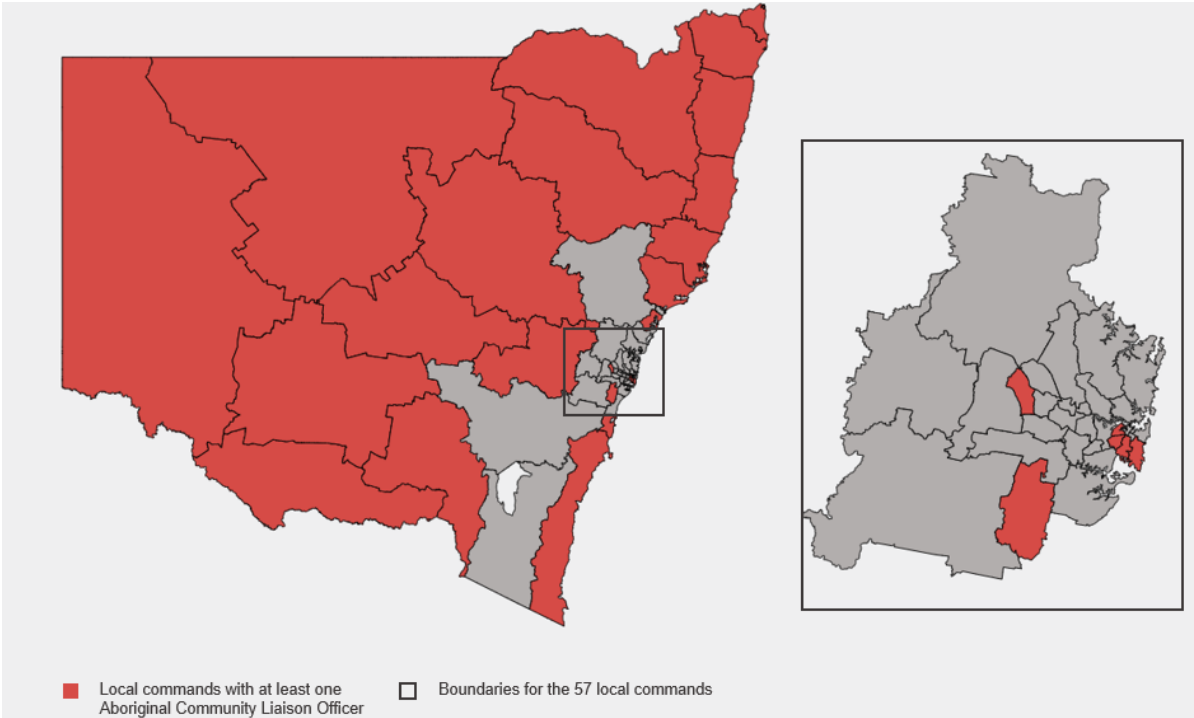 Local commands with at least one
Aboriginal Community Liaison Officer
Boundaries for the 57 local commands